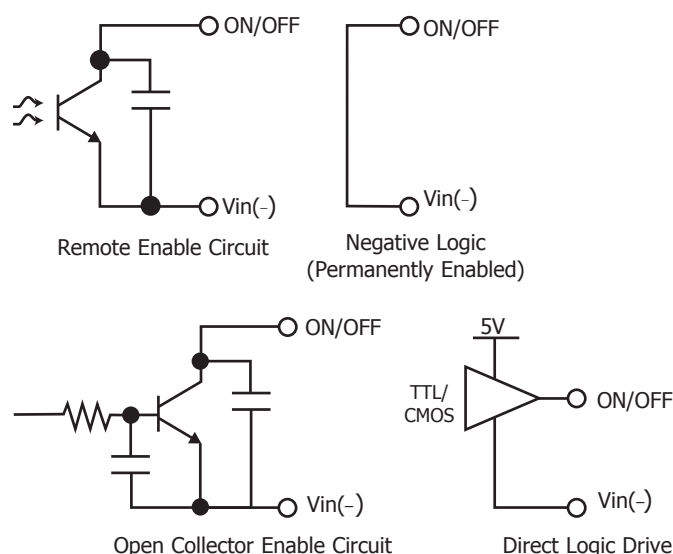 ON/OFF
Vin(–)
Remote Enable Circuit
ON/OFF
Vin(–)
Negative Logic
(Permanently Enabled)
ON/OFF
Vin(–)
Open Collector Enable Circuit
5V
TTL/
CMOS
ON/OFF
Vin(–)
Direct Logic Drive